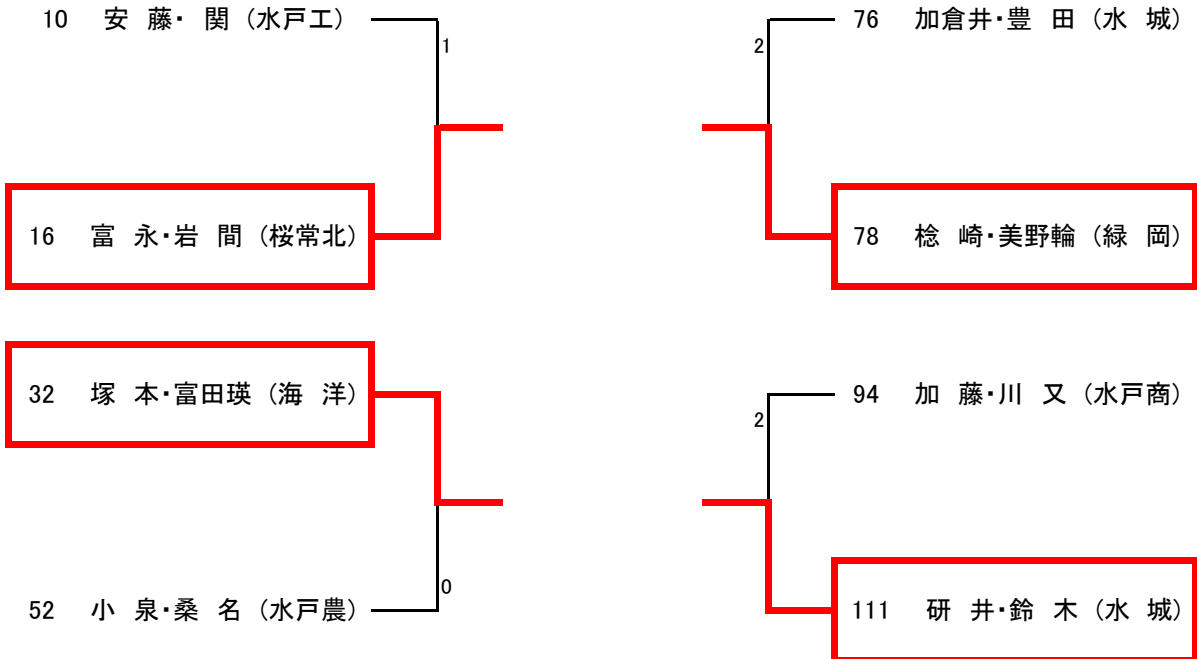 10 安 藤・ 関 (水戸工)
1
16 富 永・岩 間 (桜常北)
32 塚 本・富田瑛 (海 洋)
0
52 小 泉・桑 名 (水戸農)
76 加倉井・豊 田 (水 城)
2
78 棯 崎・美野輪 (緑 岡)
94 加 藤・川 又 (水戸商)
2
111 研 井・鈴 木 (水 城)